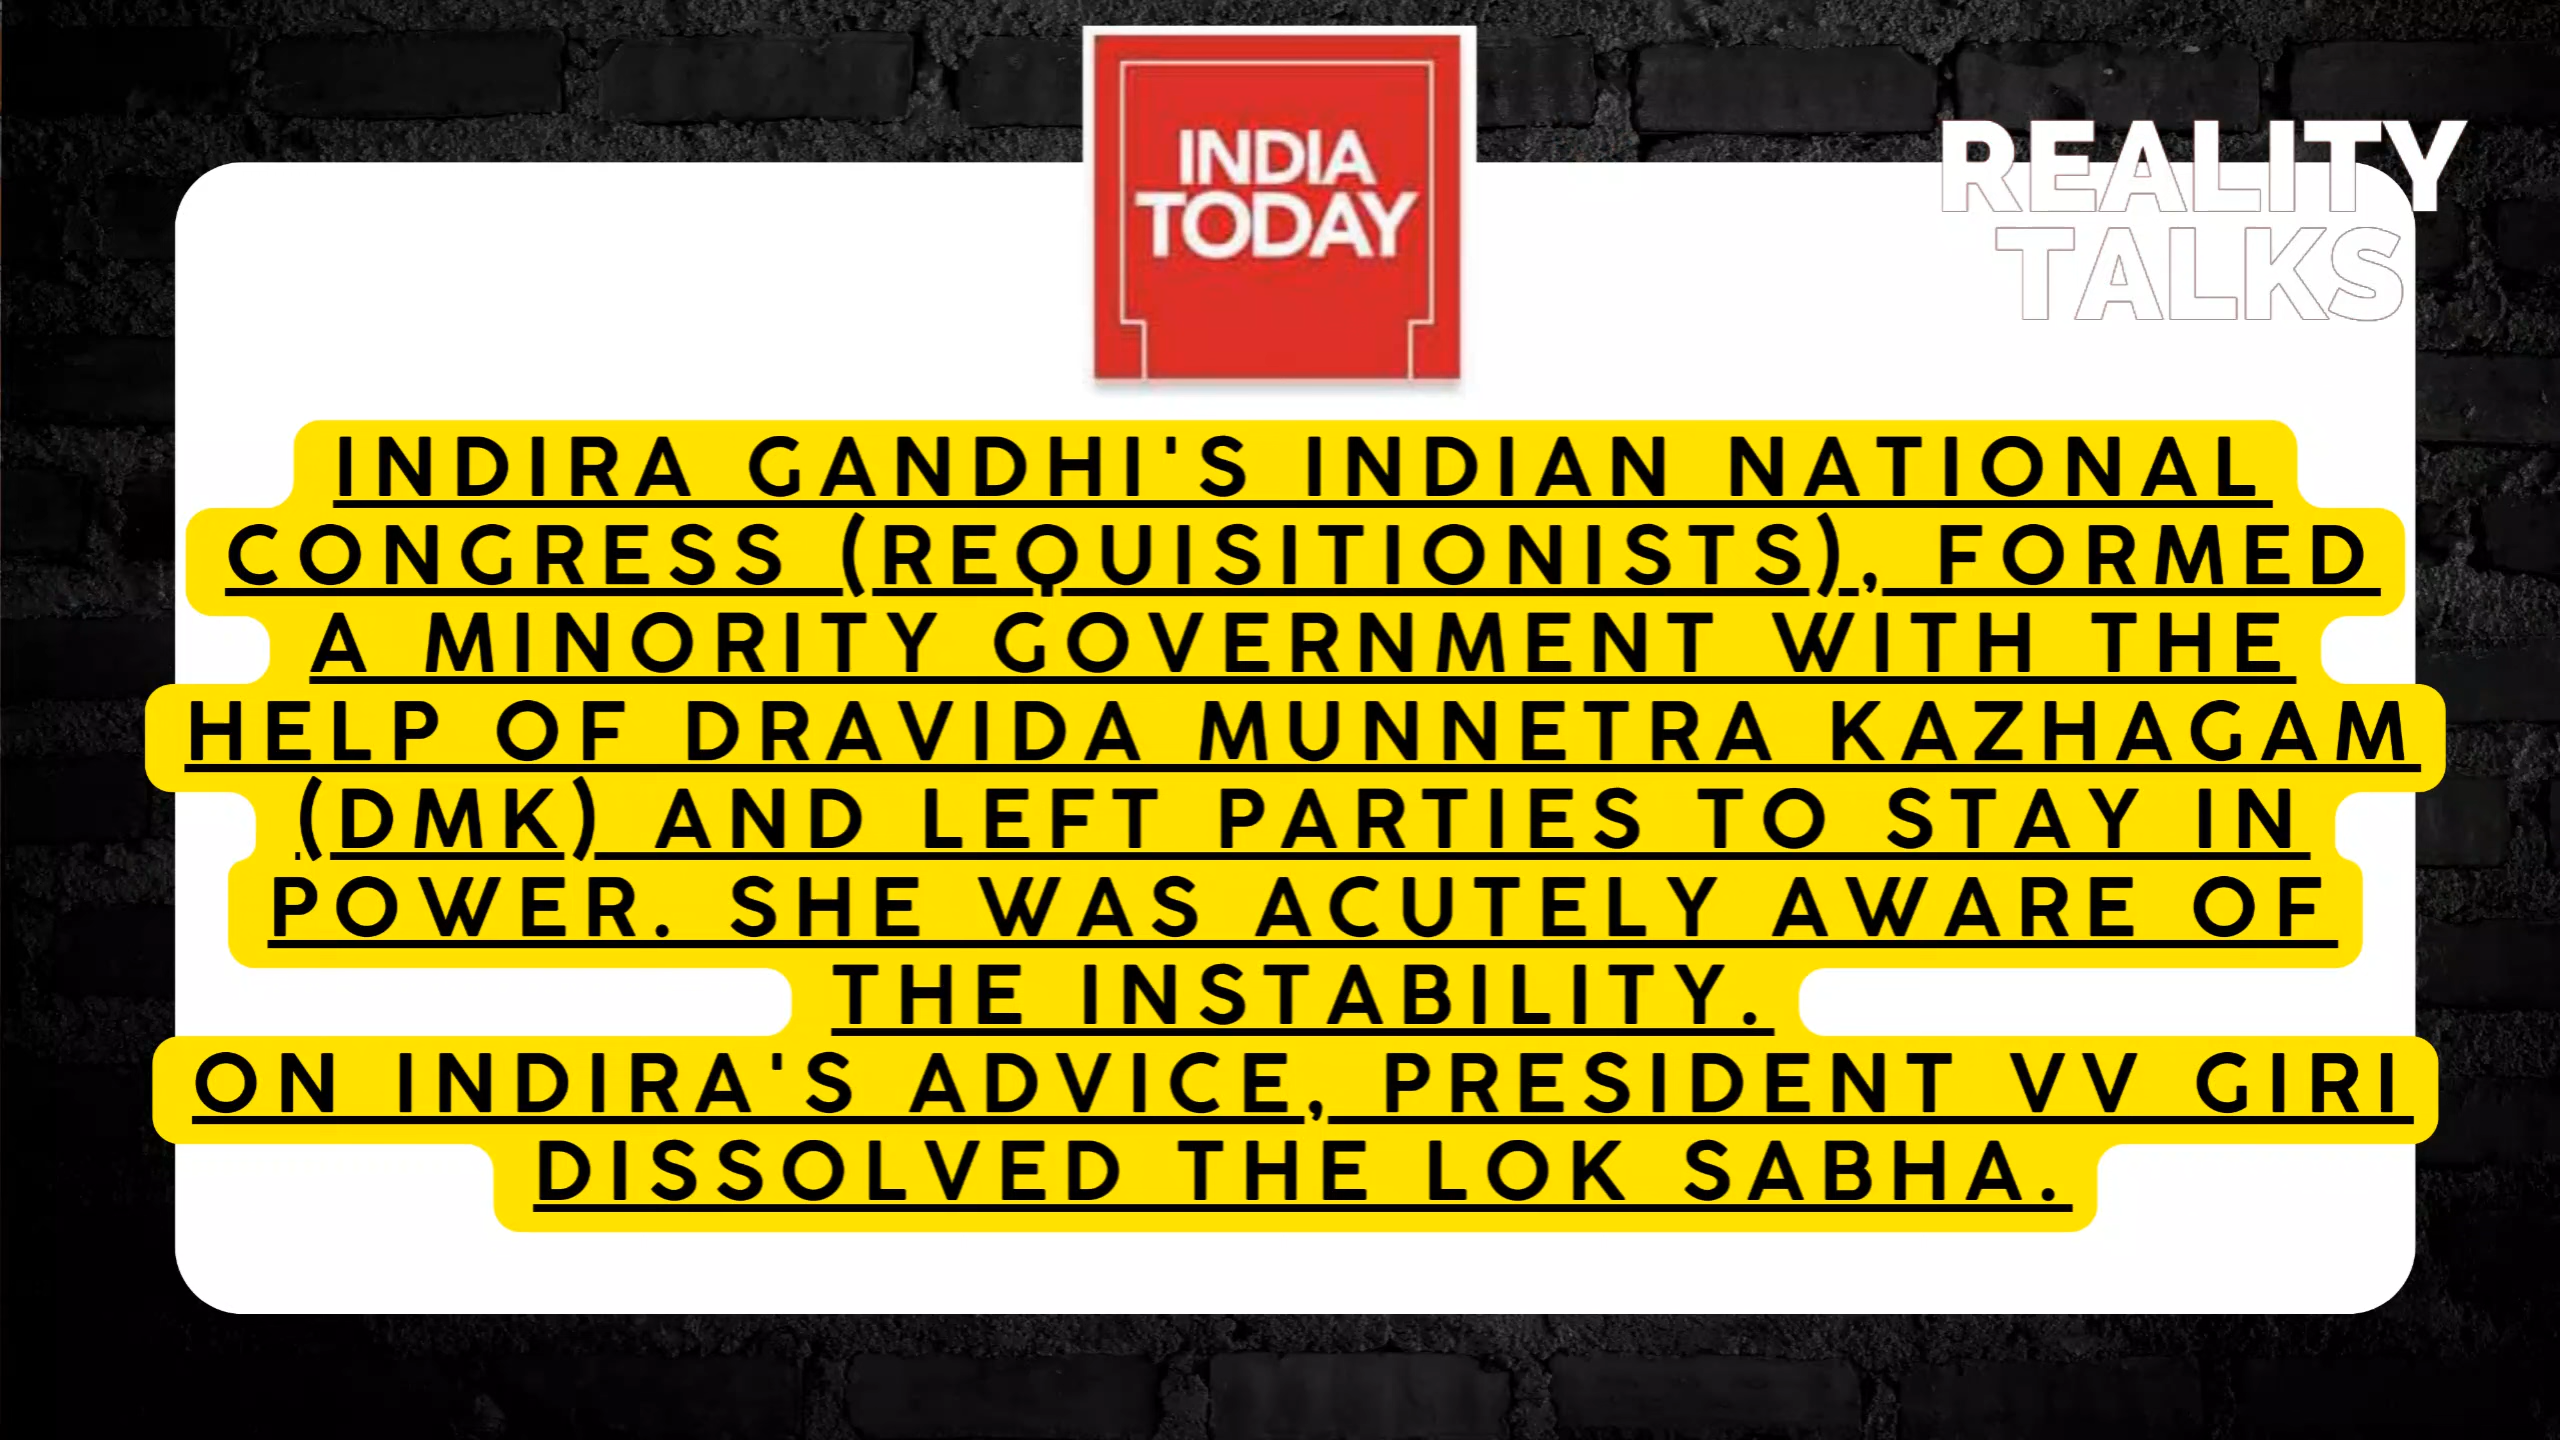 INDIA
TODAY
REALITY
TALKS
INDIRA GANDHI'S INDIAN NATIONAL
CONGRESS (REQUISITIONISTS), FORMED
A MINORITY GOVERNMENT WITH THE
HELP OF DRAVIDA MUNNETRA KAZHAGAM
(DMK) AND LEFT PARTIES TO STAY IN
POWER. SHE WAS ACUTELY AWARE OF
THE INSTABILITY.
ON INDIRA'S ADVICE, PRESIDENT VV GIRI
DISSOLVED THE LOK SABHA.